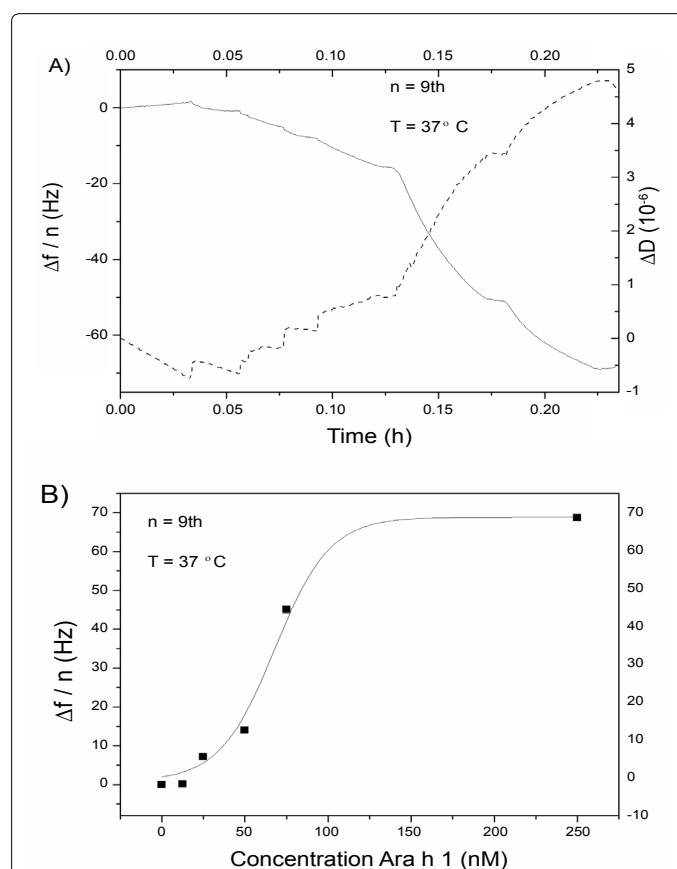 A)
0.00 0.05 0.10 0.15 0.20
n = 9th
T = 37° C
0
-20
-40
-60
Δf / n (Hz)
5
4
3
2
1
0
-1
ΔD (10-6)
0.00 0.05 0.10 0.15 0.20
Time (h)
B)
n = 9th
T = 37 °C
70
60
50
40
30
20
10
0
Δf / n (Hz)
70
60
50
40
30
20
10
0
-10
0 50 100 150 200 250
Concentration Ara h 1 (nM)